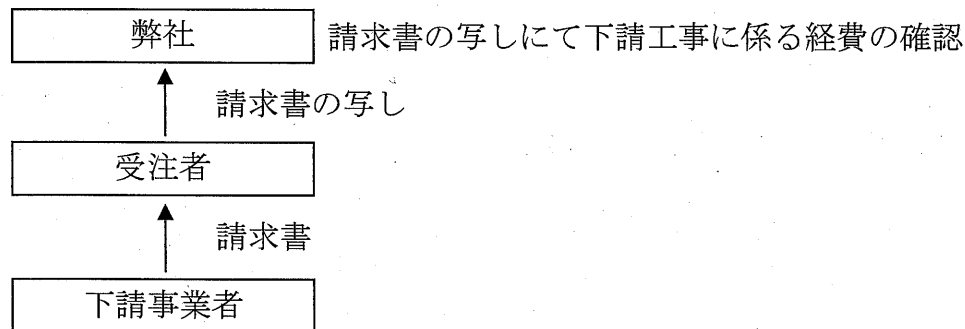 弊社 請求書の写しにて下請工事に係る経費の確認
請求書の写し
受注者
請求書
下請事業者